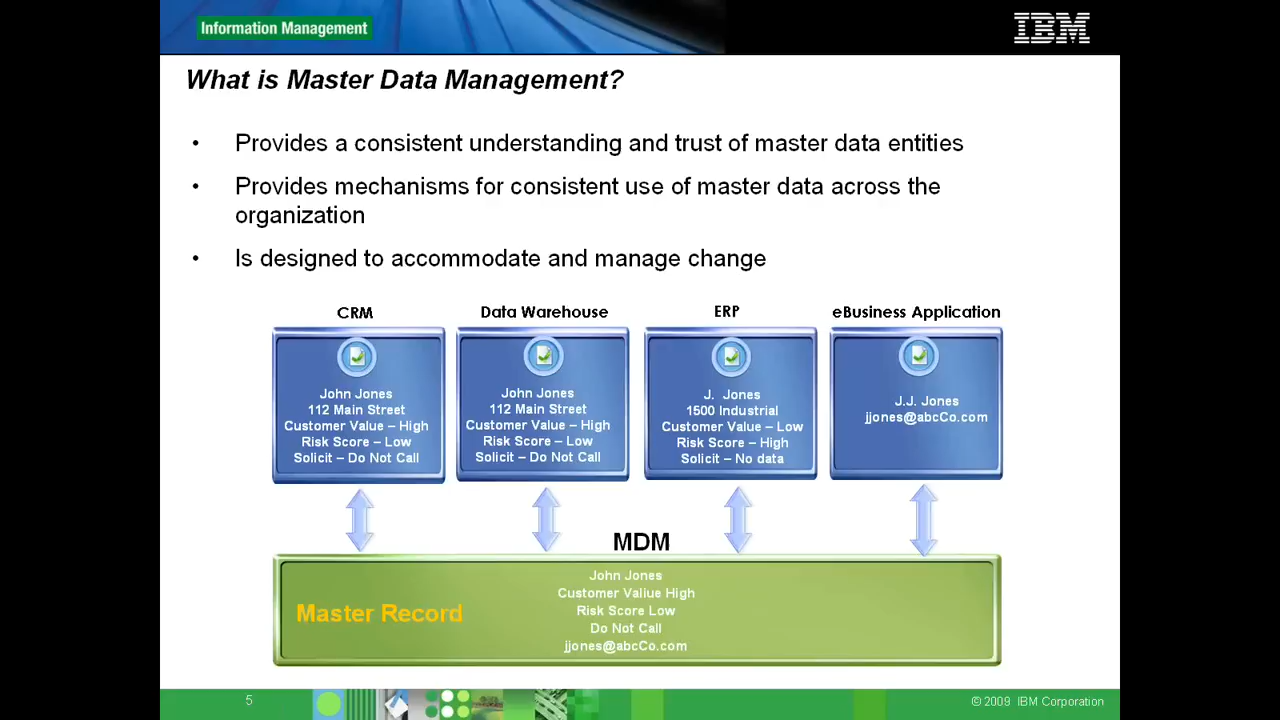 Information Management
IBM
What is Master Data Management?
• Provides a consistent understanding and trust of master data entities
• Provides mechanisms for consistent use of master data across the
organization
• Is designed to accommodate and manage change
CRM
John Jones
112 Main Street
Customer Value – High
Risk Score – Low
Solicit – Do Not Call
Data Warehouse
John Jones
112 Main Street
Customer Value – High
Risk Score – Low
Solicit – Do Not Call
ERP
J. Jones
1500 Industrial
Customer Value – Low
Risk Score – High
Solicit – No data
eBusiness Application
J.J. Jones
jjones@abcCo.com
MDM
Master Record
John Jones
Customer Valiue High
Risk Score Low
Do Not Call
jjones@abcCo.com
5
© 2009 IBM Corporation